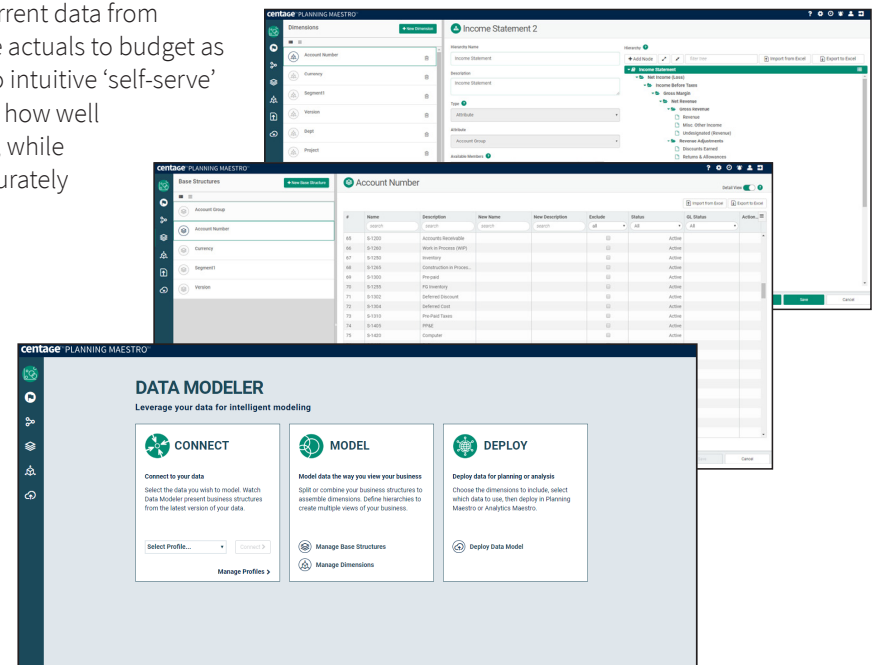 rrent data from
e actuals to budget as
o intuitive ‘self-serve’
how well
, while
urately
centage PLANNING MAESTRO
Dimensions
+ New Dimension
Income Statement 2
Account Number
Currency
Segment1
Version
Dept
Project
Hierarchy Name
Income Statement
Description
Income Statement
Type
Attribute
Attribute
Account Group
Available Members
Hierarchy
+ Add Node
Import from Excel
Export to Excel
Income Statement
Net Income (Loss)
Income Before Taxes
Gross Margin
Net Revenue
Gross Revenue
Revenue
Misc. Other Income
Undesignated (Revenue)
Revenue Adjustments
Discounts Earned
Returns & Allowances
Save
Cancel
centage PLANNING MAESTRO
Base Structures
+ New Base Structure
Account Number
Detail View
Account Group
Account Number
Currency
Segment1
Version
Import from Excel
Export to Excel
# Name Description New Name New Description Exclude Status GL Status Action
search search search search all All All
65 S-1200 Accounts Receivable Active
66 S-1260 Work in Process (WIP) Active
67 S-1250 Inventory Active
68 S-1265 Construction in Proces... Active
69 S-1300 Pre-paid Active
70 S-1295 FG Inventory Active
71 S-1302 Deferred Discount Active
72 S-1304 Deferred Cost Active
73 S-1310 Pre-Paid Taxes Active
74 S-1400 PP&E Active
75 S-1420 Computer Active
Cancel
centage PLANNING MAESTRO
DATA MODELER
Leverage your data for intelligent modeling
CONNECT
Connect to your data
Select the data you wish to model. Watch
Data Modeler present business structures
from the latest version of your data.
Select Profile...
Connect >
Manage Profiles >
MODEL
Model data the way you view your business
Split or combine your business structures to
assemble dimensions. Define hierarchies to
create multiple views of your business.
Manage Base Structures
Manage Dimensions
DEPLOY
Deploy data for planning or analysis
Choose the dimensions to include, select
which data to use, then deploy in Planning
Maestro or Analytics Maestro.
Deploy Data Model